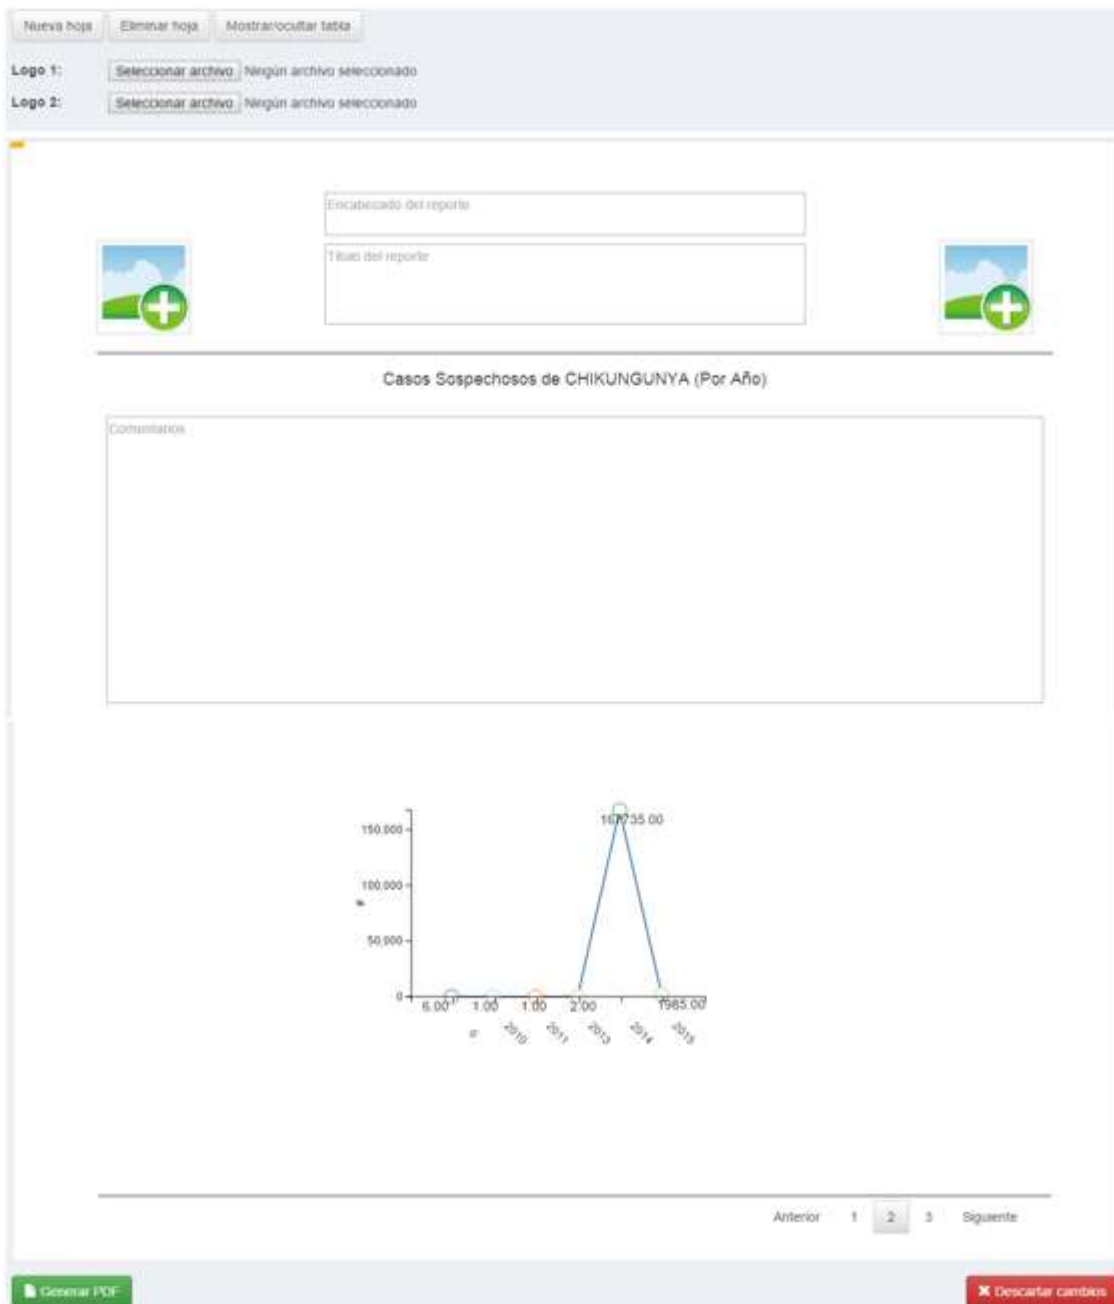 Nueva hoja Eliminar hoja Mostrar/ocultar tabla
Logo 1: Seleccionar archivo Ningún archivo seleccionado
Logo 2: Seleccionar archivo Ningún archivo seleccionado
Encabezado del reporte
Título del reporte
Casos Sospechosos de CHIKUNGUNYA (Por Año)
Comentarios
150,000
100,000
#
50,000
0
6.00 1.00 1.00 2.00 1985.00
2010 2011 2013 2014 2015
Anterior 1 2 3 Siguiente
Generar PDF Descartar cambios